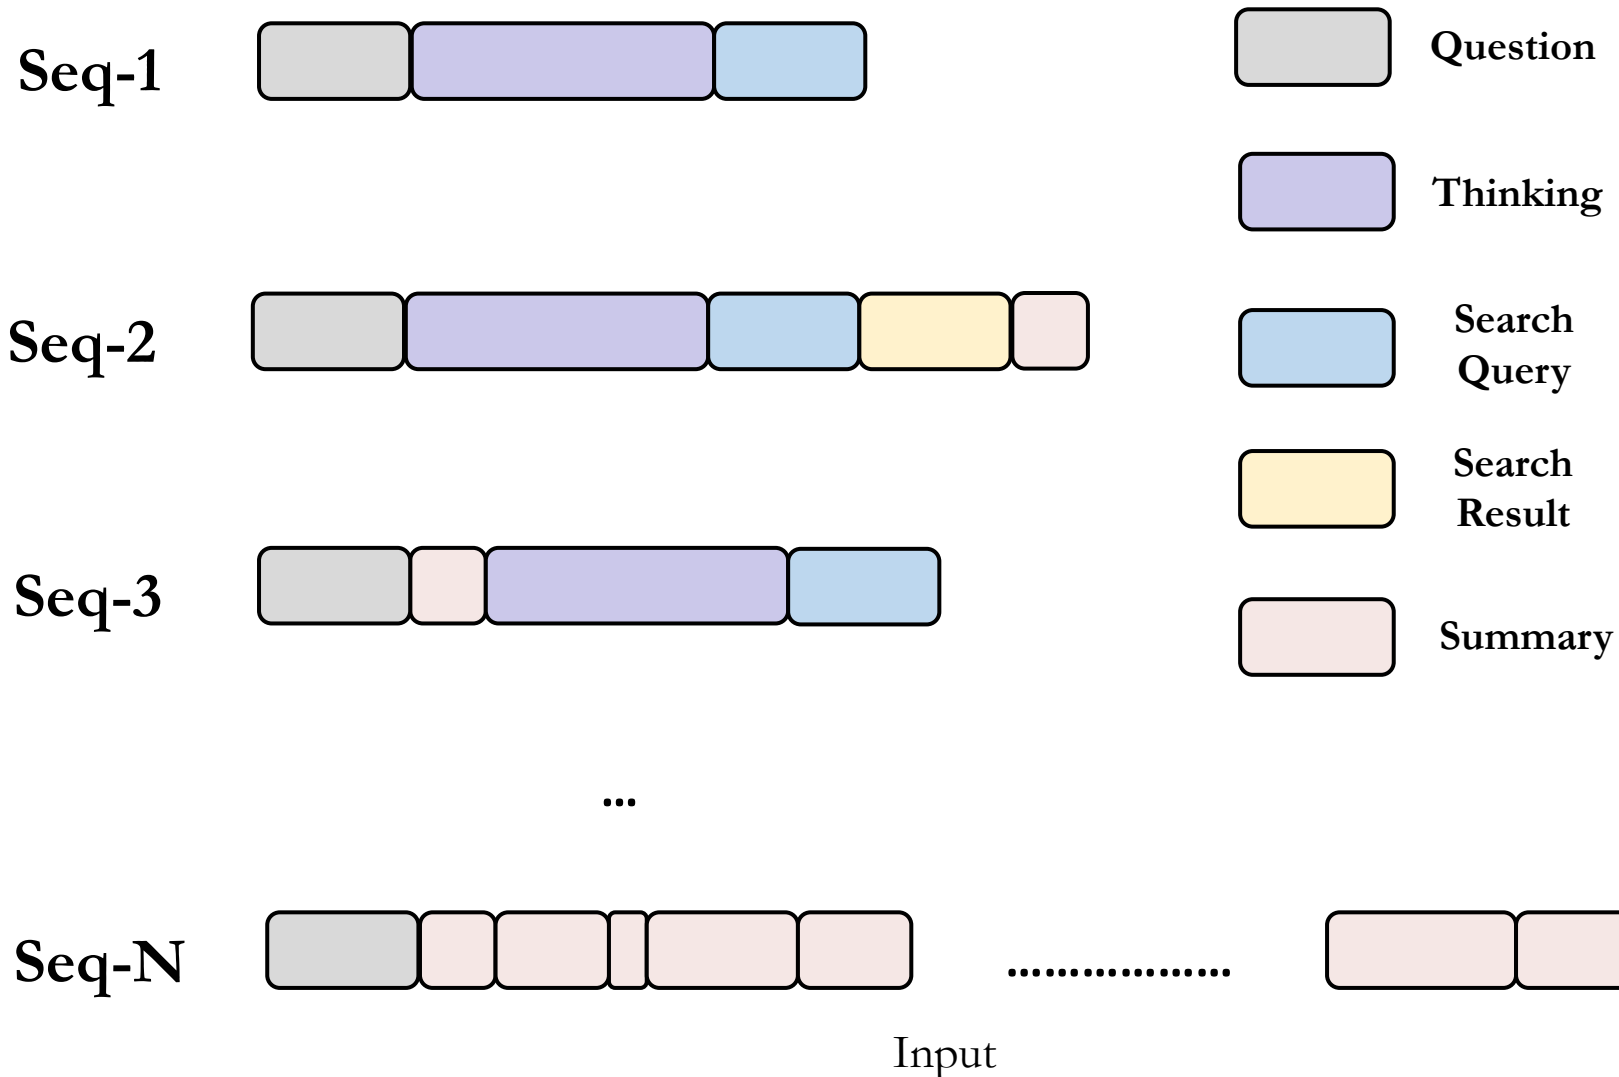 Seq-1
Question
Thinking
Seq-2
Search
Query
Search
Result
Seq-3
Summary
...
Seq-N
..................
Input